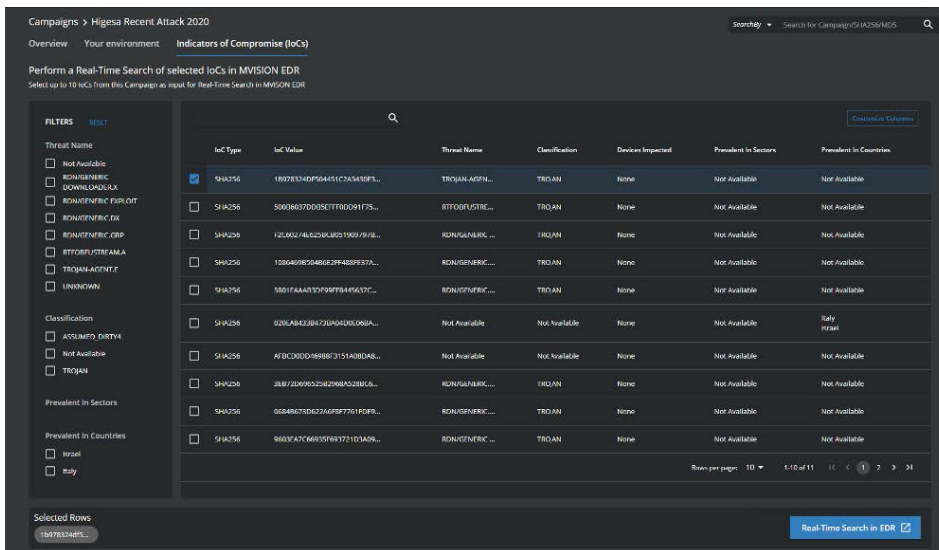 Campaigns > Higesa Recent Attack 2020
SearchBy Search for Campaign/SHA256/MD5
Overview Your environment Indicators of Compromise (IoCs)
Perform a Real-Time Search of selected IoCs in MVISION EDR
Select up to 10 IoCs from this Campaign as input for Real-Time Search in MVISION EDR
FILTERS RESET
Customize Columns
Threat Name
Not Available
RDN/GENERIC
DOWNLOADER.X
RDN/GENERIC EXPLOIT
RDN/GENERIC.DX
RDN/GENERIC.GRP
RTFOBFUSTREAM.A
TROJAN-AGENT.E
UNKNOWN
Classification
ASSUMED_DIRTY4
Not Available
TROJAN
Prevalent In Sectors
Prevalent In Countries
Israel
Italy
IoC Type IoC Value Threat Name Classification Devices Impacted Prevalent In Sectors Prevalent In Countries
SHA256 TROJAN-AGEN... TROJAN None Not Available Not Available
SHA256 RTFOBFUSTRE... TROJAN None Not Available Not Available
SHA256 RDN/GENERIC ... TROJAN None Not Available Not Available
SHA256 RDN/GENERIC.... TROJAN None Not Available Not Available
SHA256 RDN/GENERIC.... TROJAN None Not Available Not Available
SHA256 Not Available Not Available None Not Available Italy
Israel
SHA256 Not Available Not Available None Not Available Not Available
SHA256 RDN/GENERIC.... TROJAN None Not Available Not Available
SHA256 RDN/GENERIC.... TROJAN None Not Available Not Available
SHA256 RDN/GENERIC ... TROJAN None Not Available Not Available
Rows per page: 10 1-10 of 11 1 2
Selected Rows
1b978324df5...
Real-Time Search in EDR